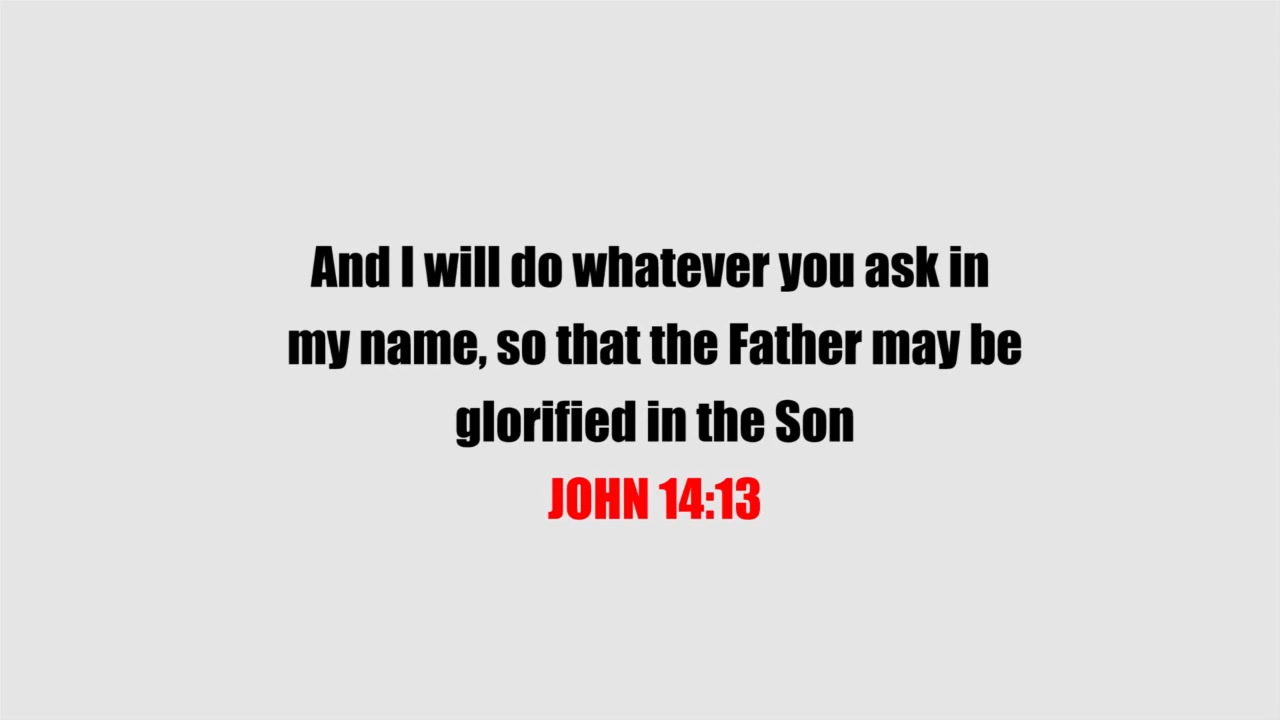 And I will do whatever you ask in
my name, so that the Father may be
glorified in the Son
JOHN 14:13